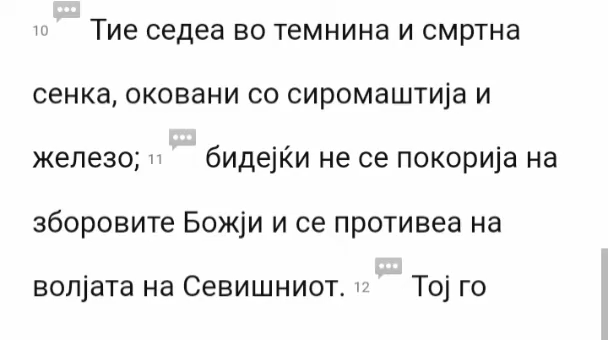 10 Тие седеа во темнина и смртна
сенка, оковани со сиромаштија и
железо; 11 бидејќи не се покорија на
зборовите Божји и се противеа на
волјата на Севишниот. 12 Тој го